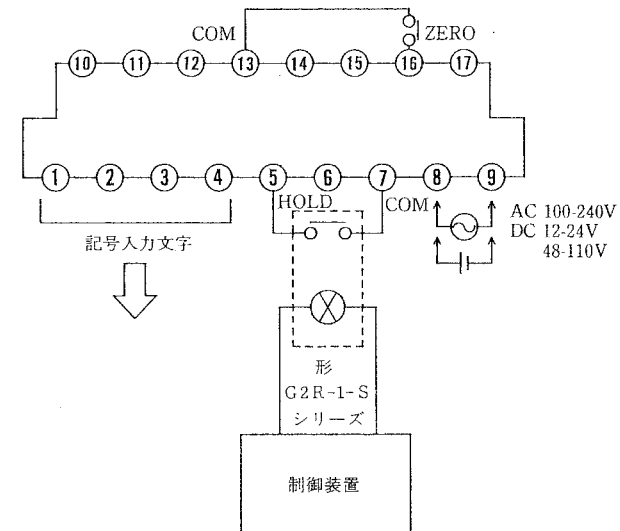 COM ZERO
10 11 12 13 14 15 16 17
1 2 3 4 5 6 7 8 9
HOLD COM
AC 100-240V
DC 12-24V
48-110V
記号入力文字
形
G2R-1-S
シリーズ
制御装置